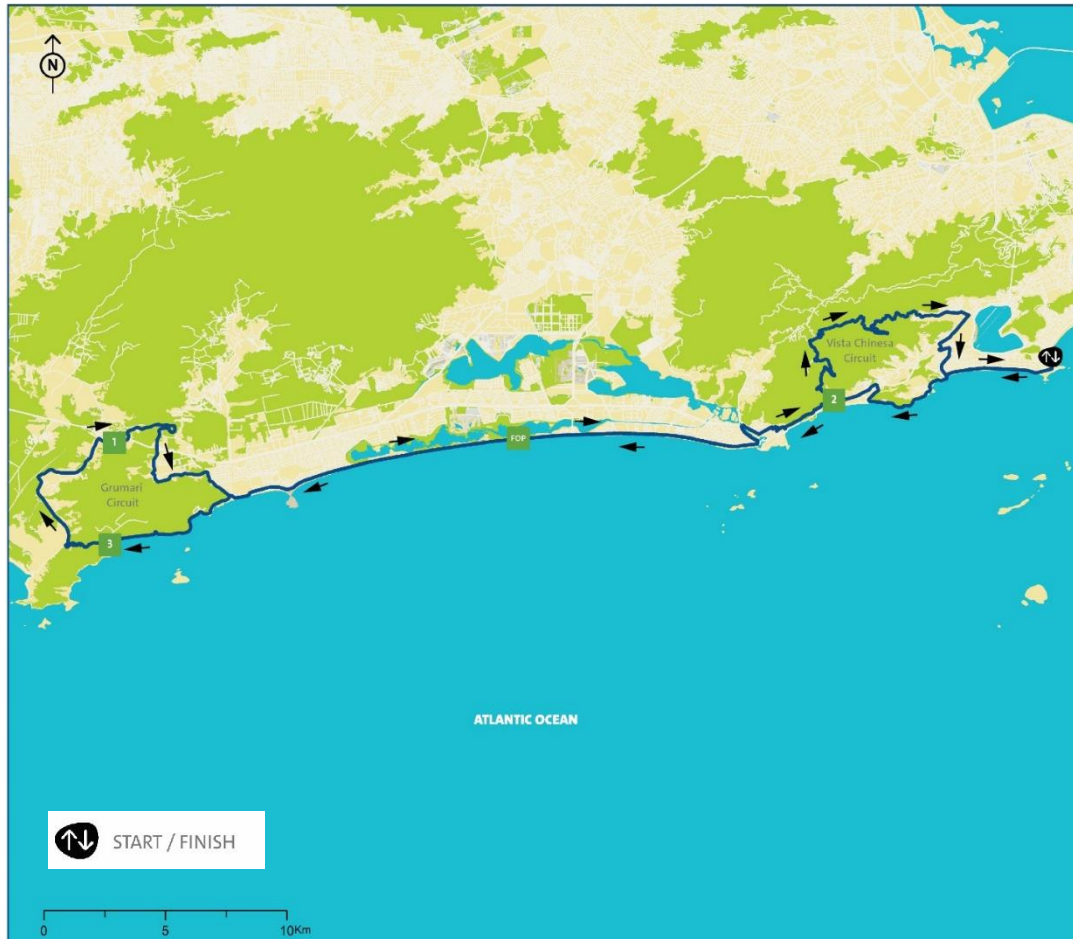 N
Vista Chinesa
Circuit
2
1
FOP
Grumari
Circuit
3
ATLANTIC OCEAN
START / FINISH
0 5 10Km